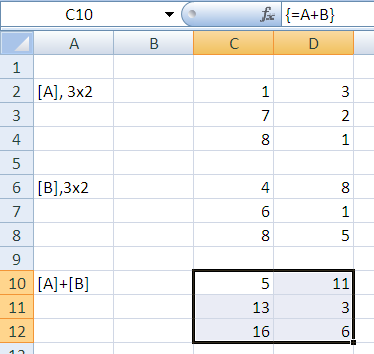 C10 fx {=A+B}
A B C D
1
2 [A], 3x2 1 3
3 7 2
4 8 1
5
6 [B],3x2 4 8
7 6 1
8 8 5
9
10 [A]+[B] 5 11
11 13 3
12 16 6